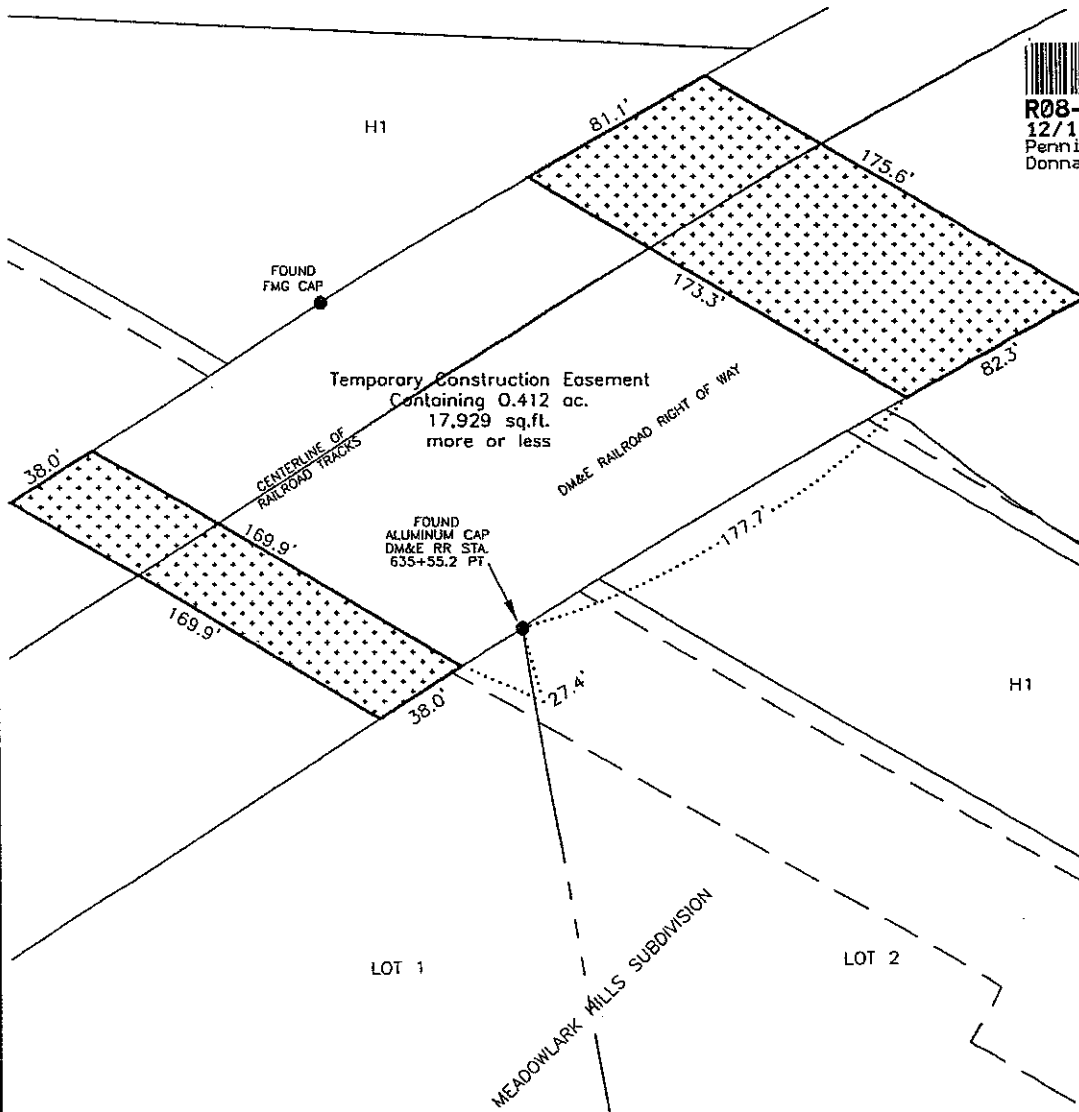 H1
81.1'
R08-
12/1
Penni
Donna
175.6'
FOUND
FMG CAP
173.3'
82.3'
Temporary Construction Easement
Containing 0.412 ac.
17,929 sq.ft.
more or less
DM&E RAILROAD RIGHT OF WAY
38.0'
CENTERLINE OF
RAILROAD TRACKS
169.9'
FOUND
ALUMINUM CAP
DM&E RR STA.
635+55.2 PT
177.7'
169.9'
38.0'
27.4'
H1
LOT 1
MEADOWLARK HILLS SUBDIVISION
LOT 2